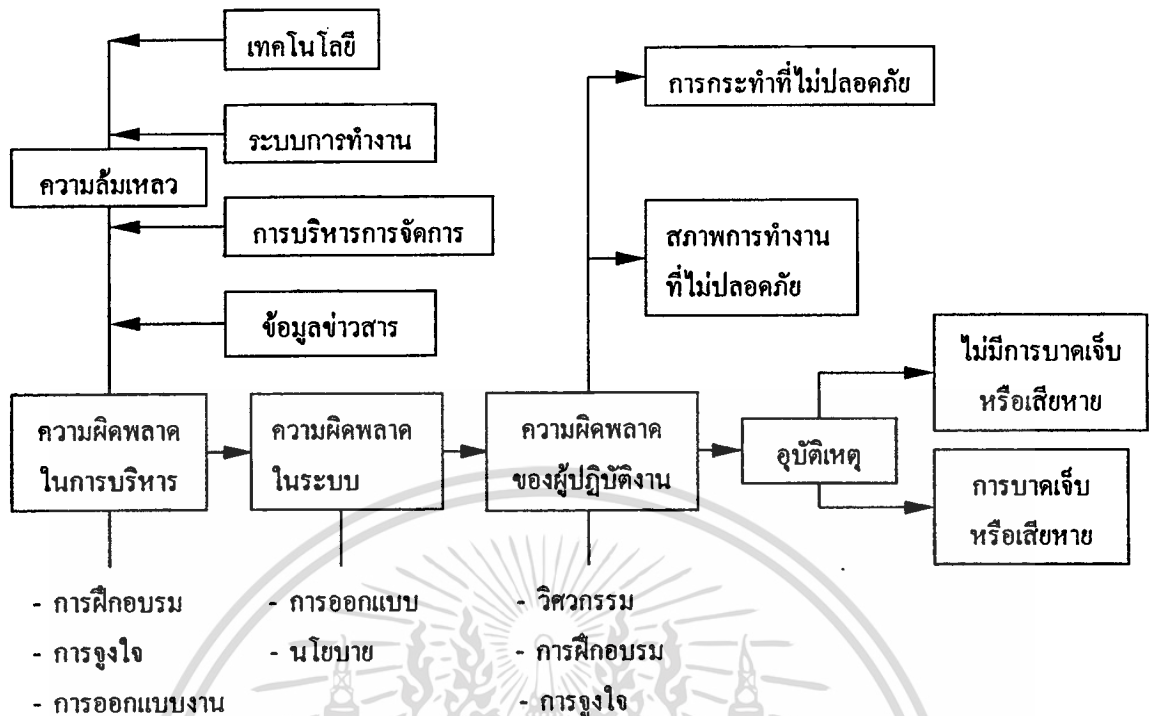 เทคโนโลยี
ระบบการทำงาน
ความล้มเหลว
การบริหารการจัดการ
ข้อมูลข่าวสาร
การกระทำที่ไม่ปลอดภัย
สภาพการทำงาน
ที่ไม่ปลอดภัย
ความผิดพลาด
ในการบริหาร
ความผิดพลาด
ในระบบ
ความผิดพลาด
ของผู้ปฏิบัติงาน
อุบัติเหตุ
ไม่มีการบาดเจ็บ
หรือเสียหาย
การบาดเจ็บ
หรือเสียหาย
- การฝึกอบรม
- การจูงใจ
- การออกแบบงาน
- การออกแบบ
- นโยบาย
- วิศวกรรม
- การฝึกอบรม
- การจูงใจ